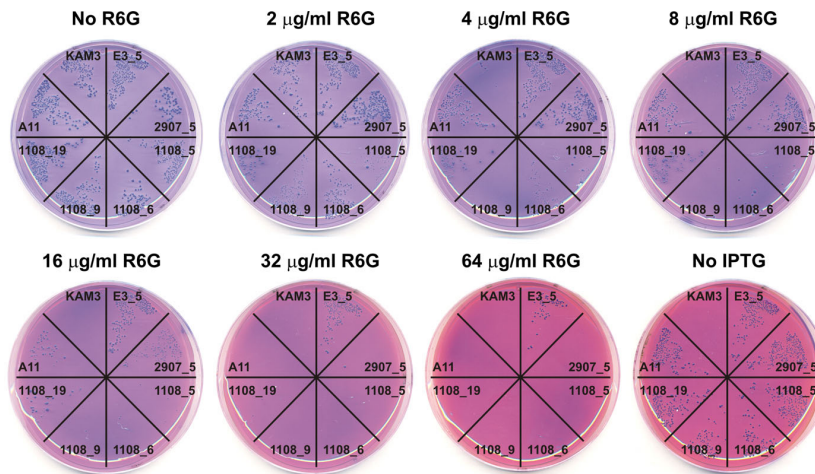 No R6G
2 µg/ml R6G
4 µg/ml R6G
8 µg/ml R6G
KAM3 E3_5
A11 2907_5
1108_19 1108_5
1108_9 1108_6
KAM3 E3_5
A11 2907_5
1108_19 1108_5
1108_9 1108_6
KAM3 E3_5
A11 2907_5
1108_19 1108_5
1108_9 1108_6
KAM3 E3_5
A11 2907_5
1108_19 1108_5
1108_9 1108_6
16 µg/ml R6G
32 µg/ml R6G
64 µg/ml R6G
No IPTG
KAM3 E3_5
A11 2907_5
1108_19 1108_5
1108_9 1108_6
KAM3 E3_5
A11 2907_5
1108_19 1108_5
1108_9 1108_6
KAM3 E3_5
A11 2907_5
1108_19 1108_5
1108_9 1108_6
KAM3 E3_5
A11 2907_5
1108_19 1108_5
1108_9 1108_6